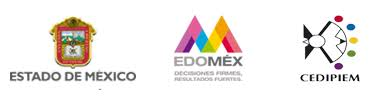 ESTADO DE MÉXICO
EDOMÉX
DECISIONES FIRMES,
RESULTADOS FUERTES.
CEDIPIEM